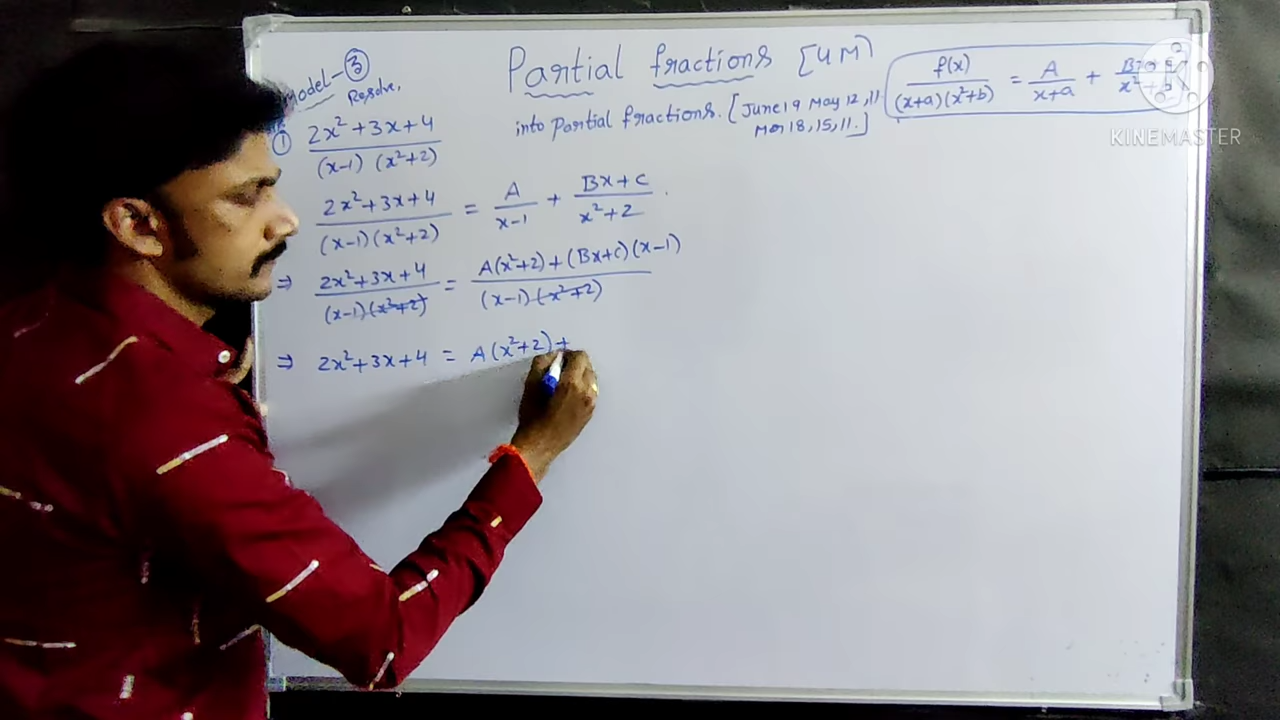 Partial fractions [4M]
Model-③
Resolve.
f(x)/(x+a)(x²+b) = A/x+a +
① 2x²+3x+4/(x-1) (x²+2) into partial fractions. [June19 May 12,11
Mar 18,15,11.]
2x²+3x+4/(x-1)(x²+2) = A/x-1 + Bx+C/x²+2 .
⇒ 2x²+3x+4/(x-1)(x²+2) = A(x²+2)+(Bx+C)(x-1)/(x-1)(x²+2)
⇒ 2x²+3x+4 = A(x²+2)+
KINEMASTER